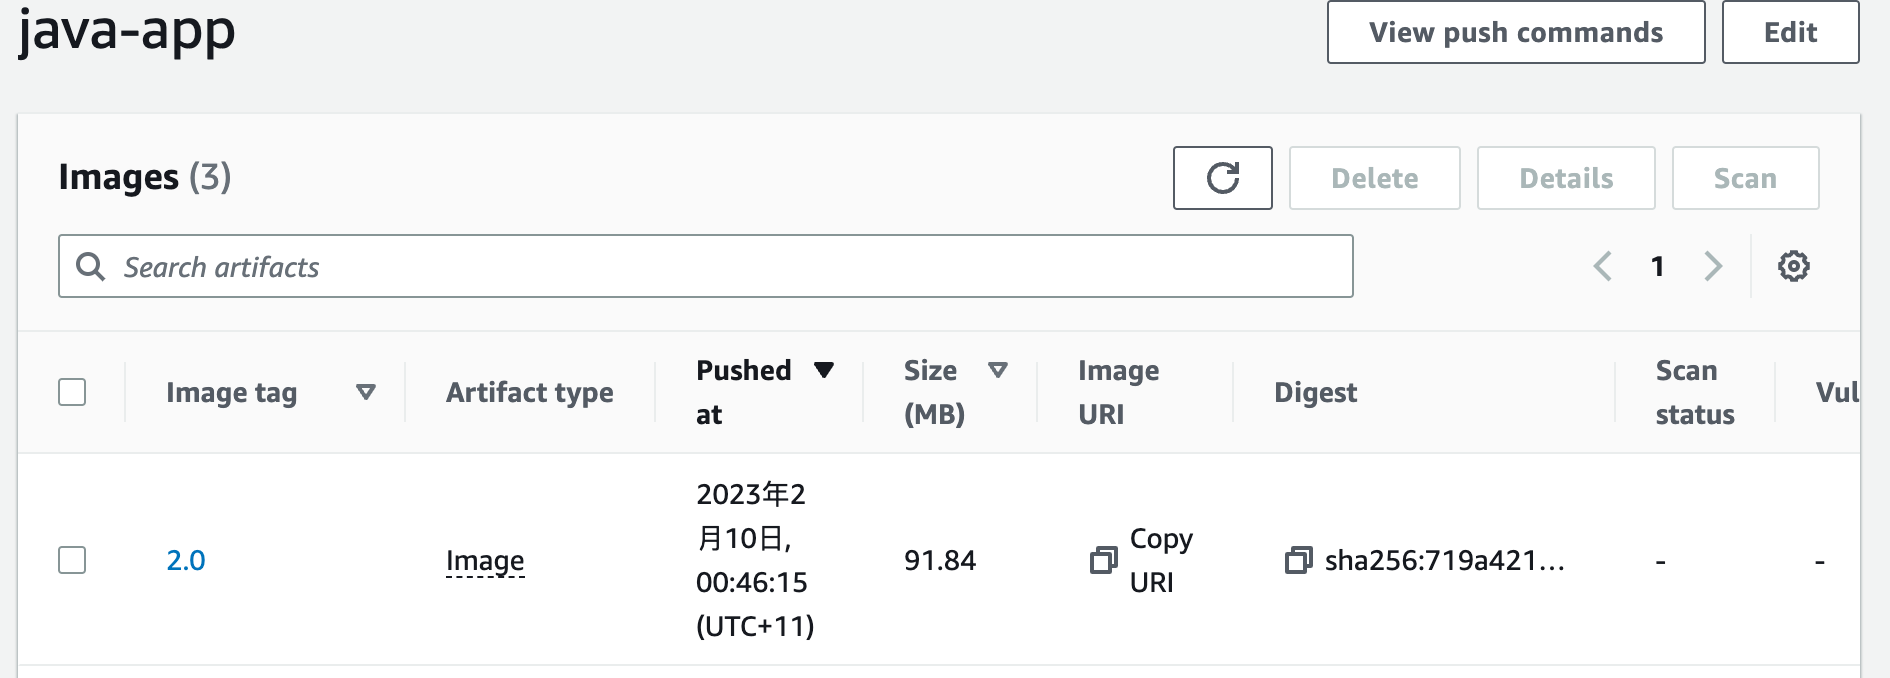 java-app
View push commands
Edit
Images (3)
Delete
Details
Scan
Search artifacts
1
Image tag
Artifact type
Pushed
at
Size
(MB)
Image
URI
Digest
Scan
status
Vul
2.0
Image
2023年2
月10日,
00:46:15
(UTC+11)
91.84
Copy
URI
sha256:719a421...
-
-